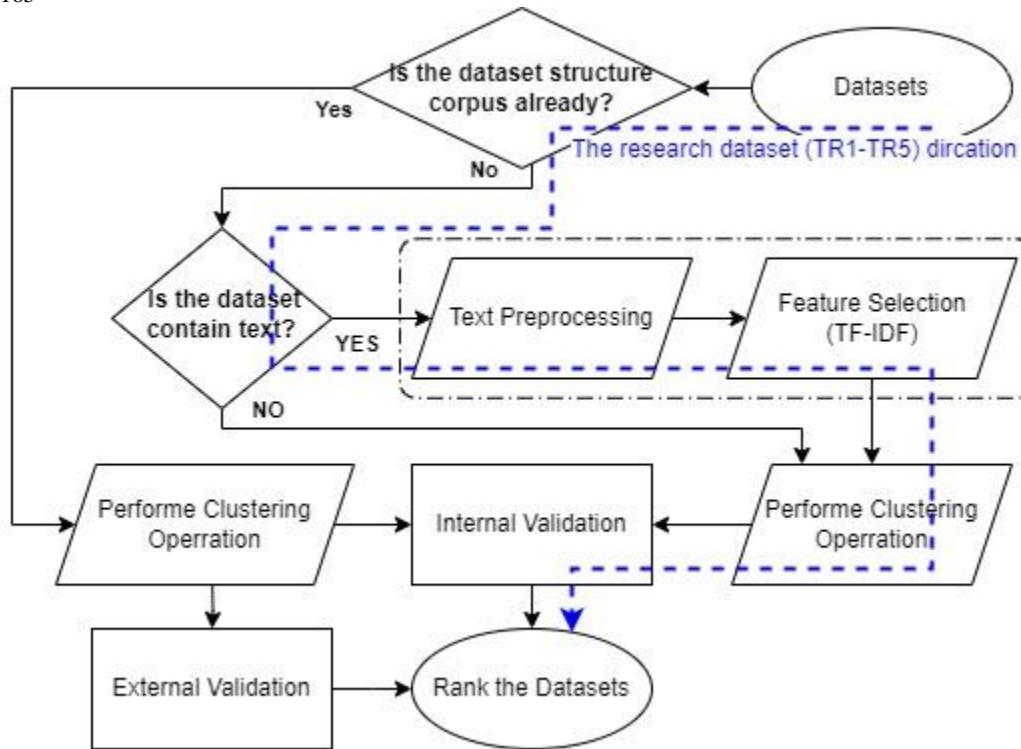 Is the dataset structure
corpus already?
Datasets
Yes
The research dataset (TR1-TR5) dircation
No
Is the dataset
contain text?
YES
Text Preprocessing
Feature Selection
(TF-IDF)
NO
Performe Clustering
Operration
Internal Validation
Performe Clustering
Operration
External Validation
Rank the Datasets